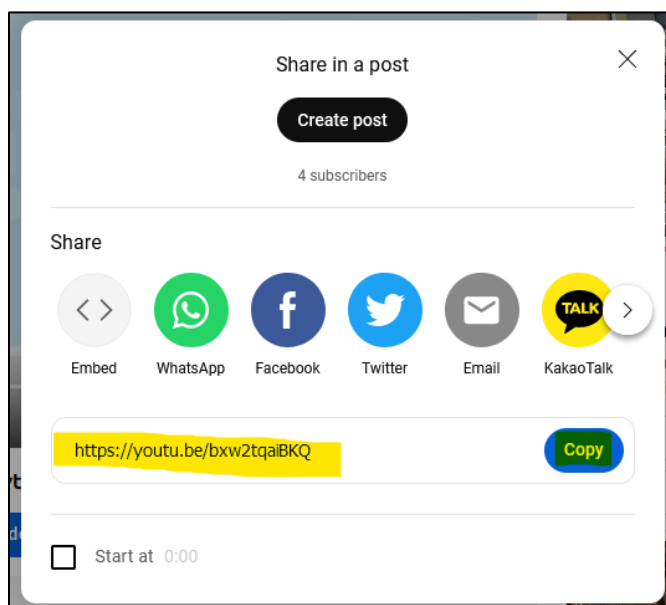 Share in a post
Create post
4 subscribers
Share
TALK
Embed WhatsApp Facebook Twitter Email KakaoTalk
https://youtu.be/bxw2tqaiBKQ Copy
Start at 0:00